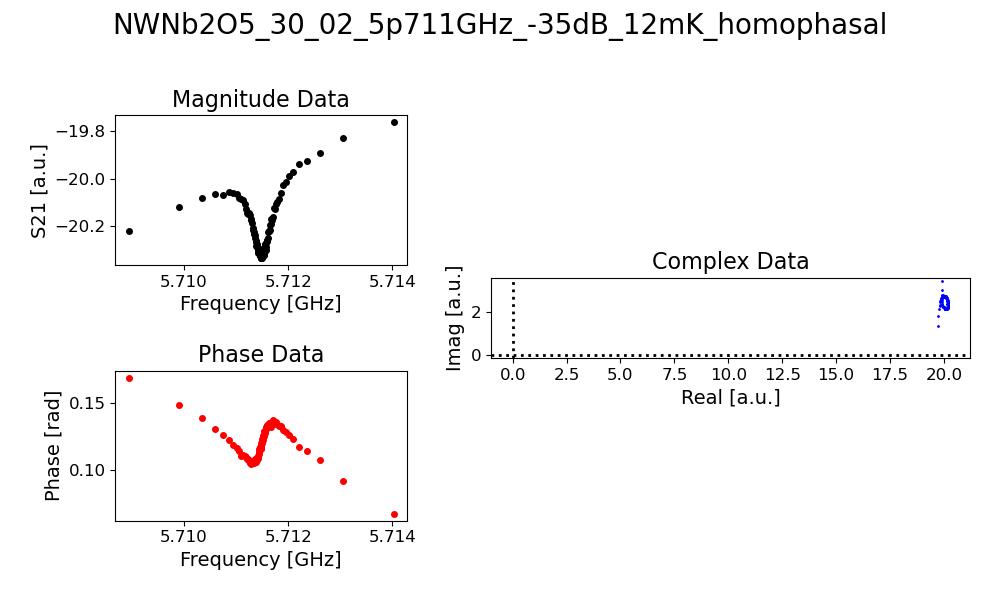 NWNb2O5_30_02_5p711GHz_-35dB_12mK_homophasal
Magnitude Data
S21 [a.u.]
−19.8
−20.0
−20.2
5.710 5.712 5.714
Frequency [GHz]
Phase Data
Phase [rad]
0.15
0.10
5.710 5.712 5.714
Frequency [GHz]
Complex Data
Imag [a.u.]
2
0
0.0 2.5 5.0 7.5 10.0 12.5 15.0 17.5 20.0
Real [a.u.]